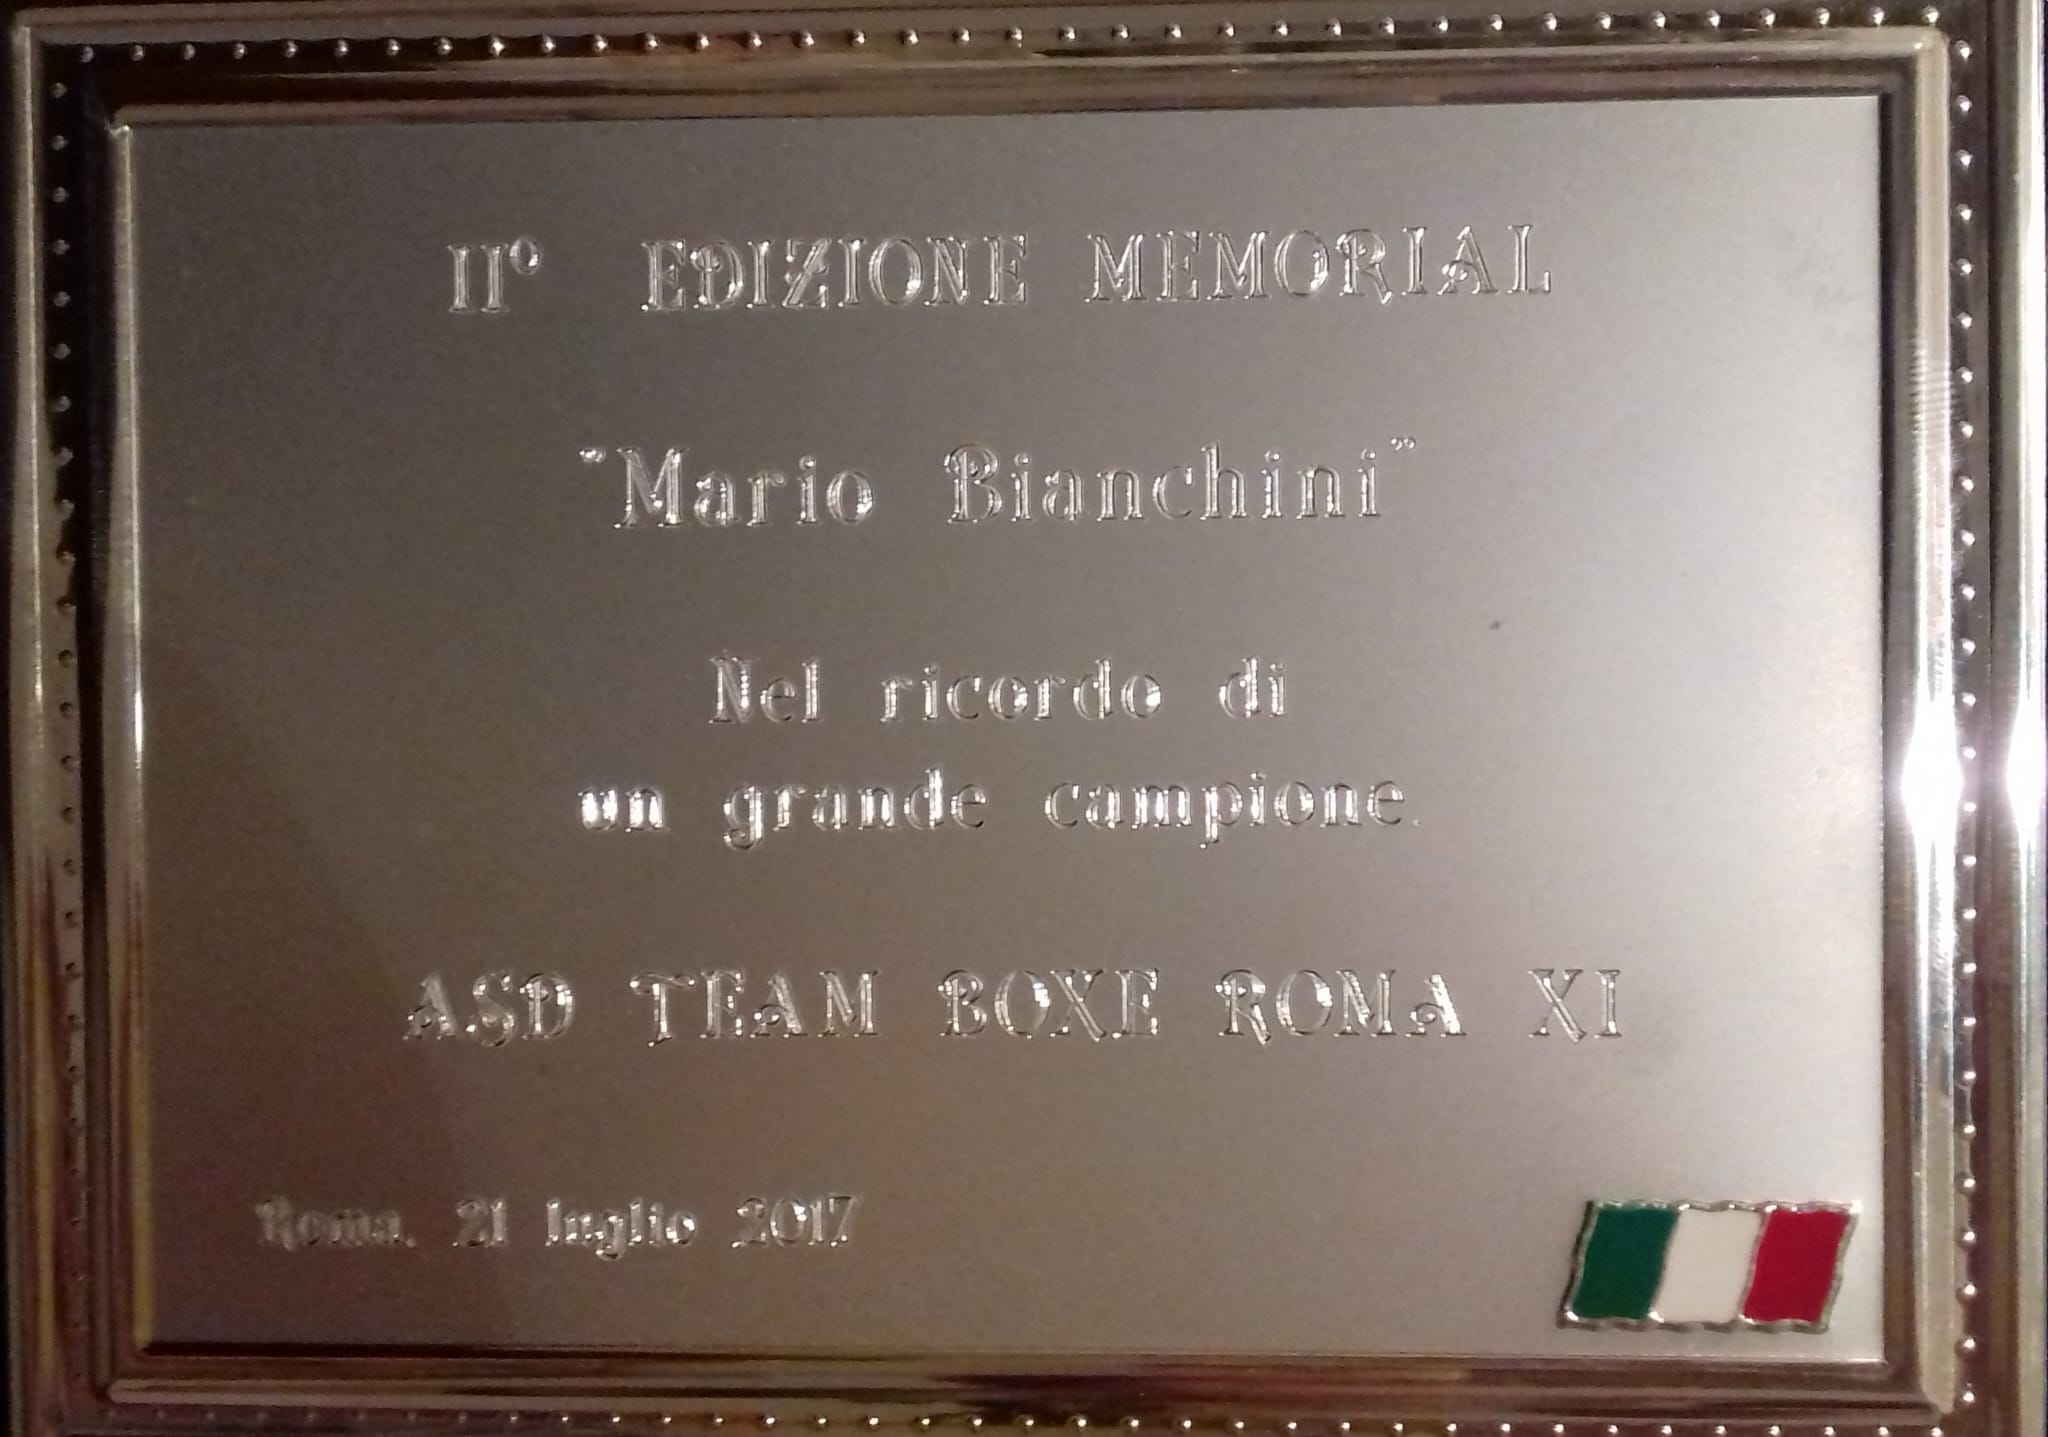 II° EDIZIONE MEMORIAL
"Mario Bianchini"
Nel ricordo di
un grande campione.
ASD TEAM BOXE ROMA XI
Roma, 21 luglio 2017